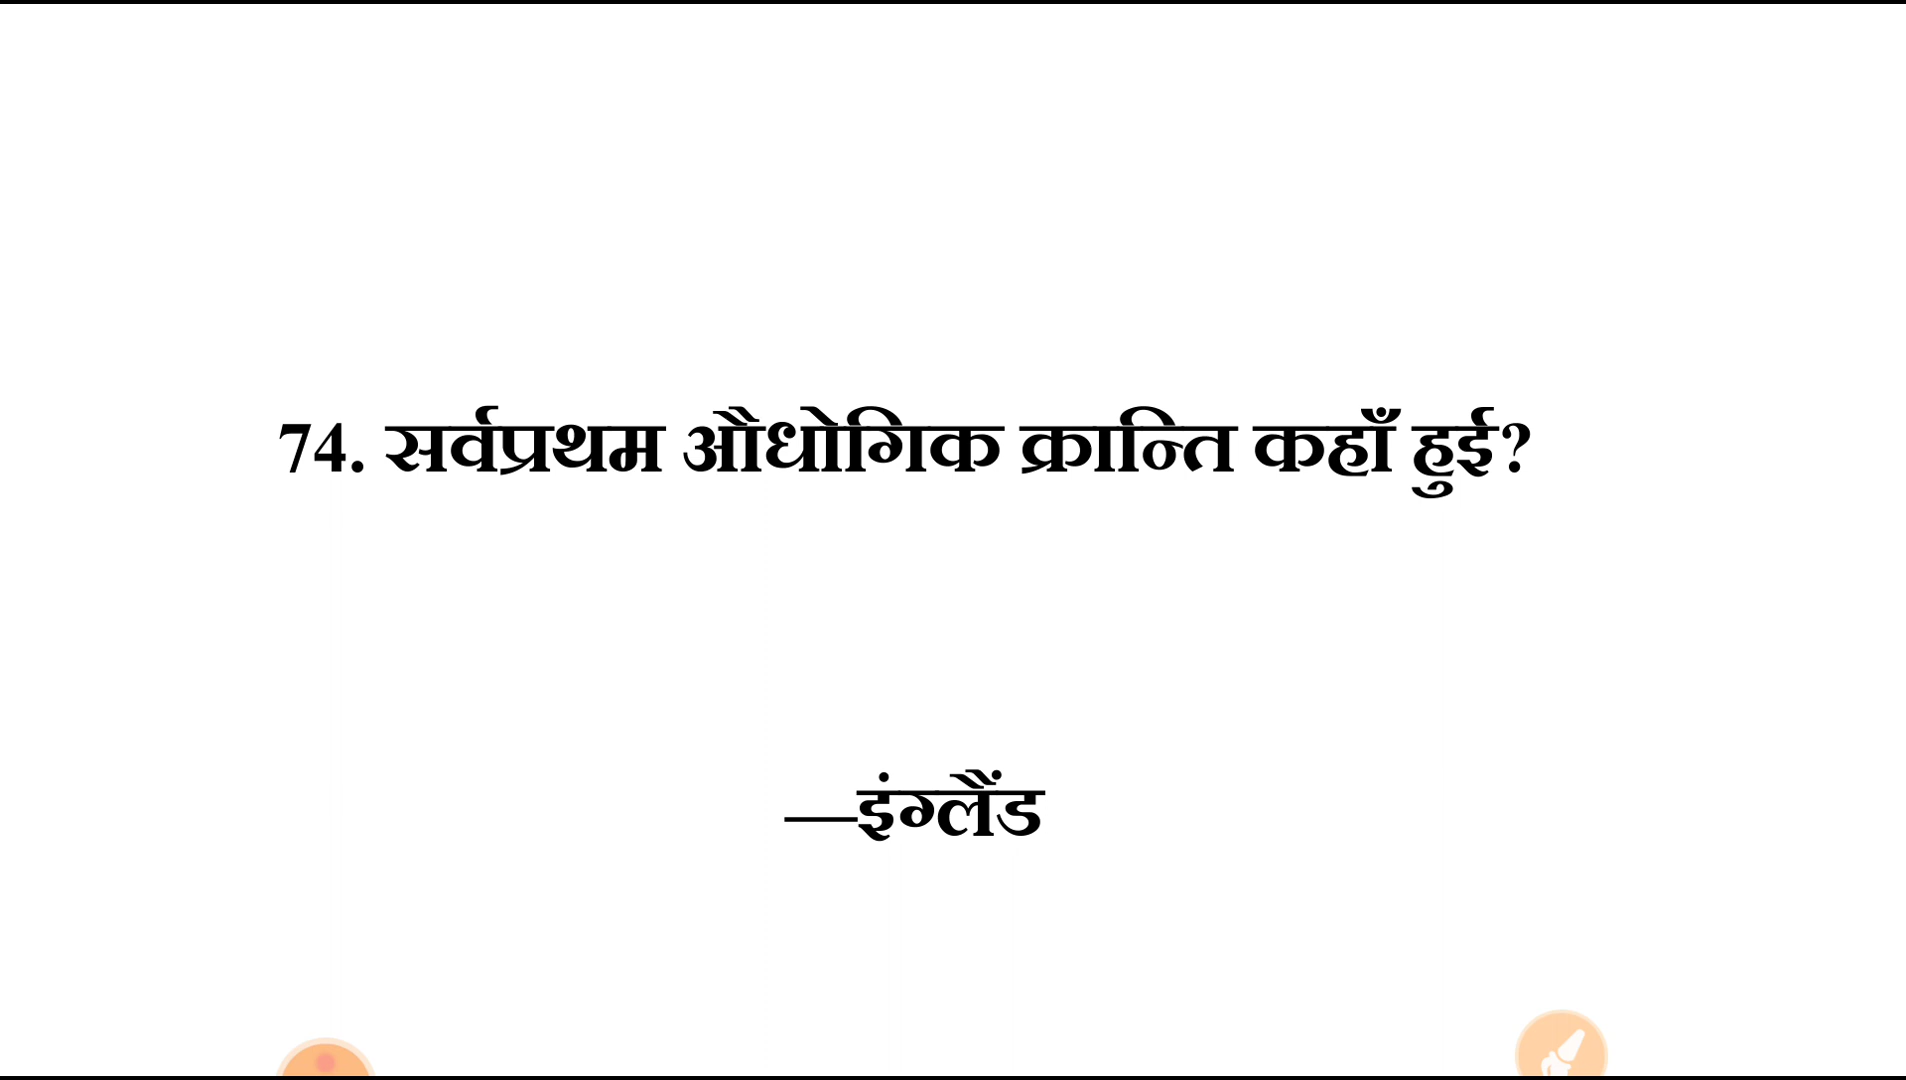 74. सर्वप्रथम औधोगिक क्रान्ति कहाँ हुई?
—इंग्लैंड